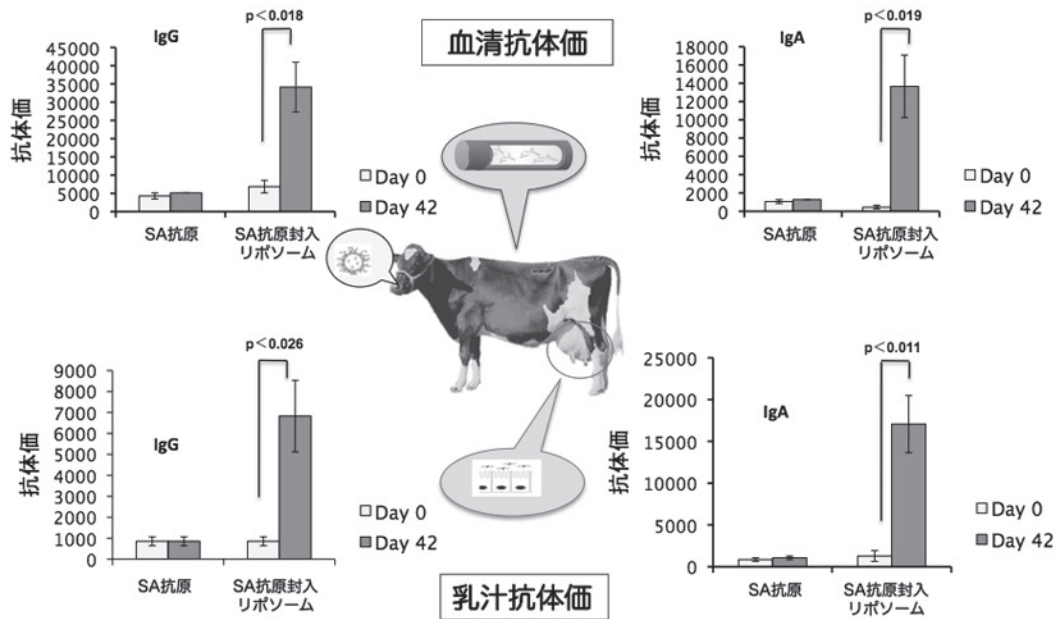 血清抗体価
IgG
p<0.018
抗体価
45000
40000
35000
30000
25000
20000
15000
10000
5000
0
SA抗原
SA抗原封入
リポソーム
Day 0
Day 42
IgA
p<0.019
抗体価
18000
16000
14000
12000
10000
8000
6000
4000
2000
0
SA抗原
SA抗原封入
リポソーム
Day 0
Day 42
IgG
p<0.026
抗体価
9000
8000
7000
6000
5000
4000
3000
2000
1000
0
SA抗原
SA抗原封入
リポソーム
Day 0
Day 42
IgA
p<0.011
抗体価
25000
20000
15000
10000
5000
0
SA抗原
SA抗原封入
リポソーム
Day 0
Day 42
乳汁抗体価